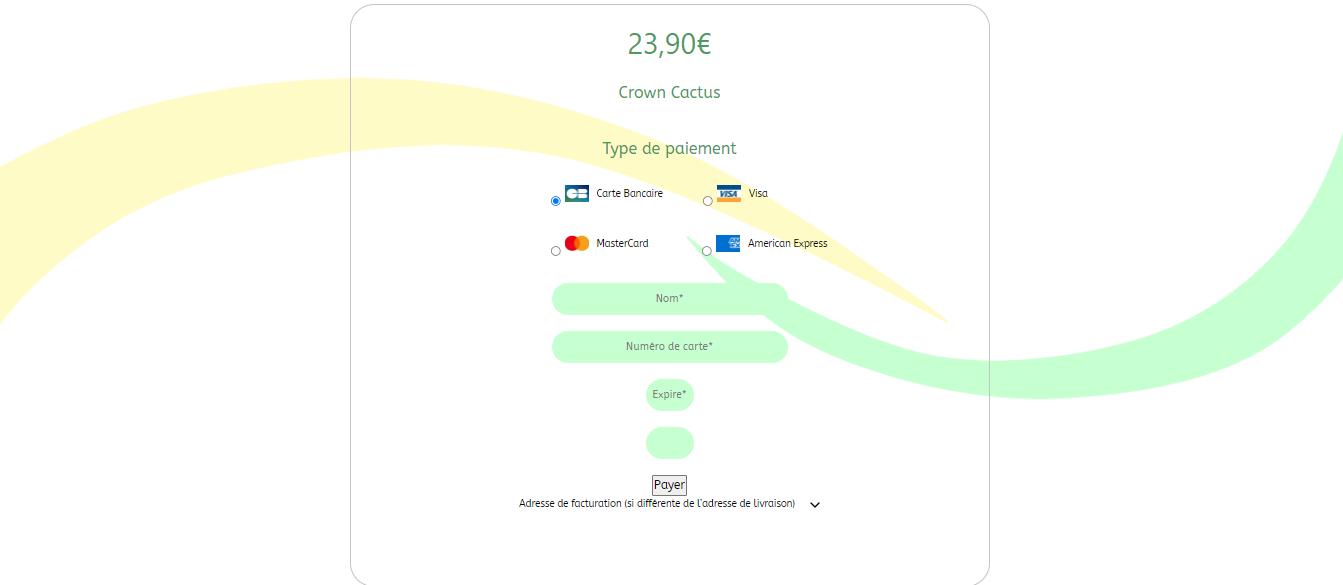 23,90€
Crown Cactus
Type de paiement
CB Carte Bancaire VISA Visa
MasterCard American Express
Nom*
Numéro de carte*
Expire*
Payer
Adresse de facturation (si différente de l'adresse de livraison)